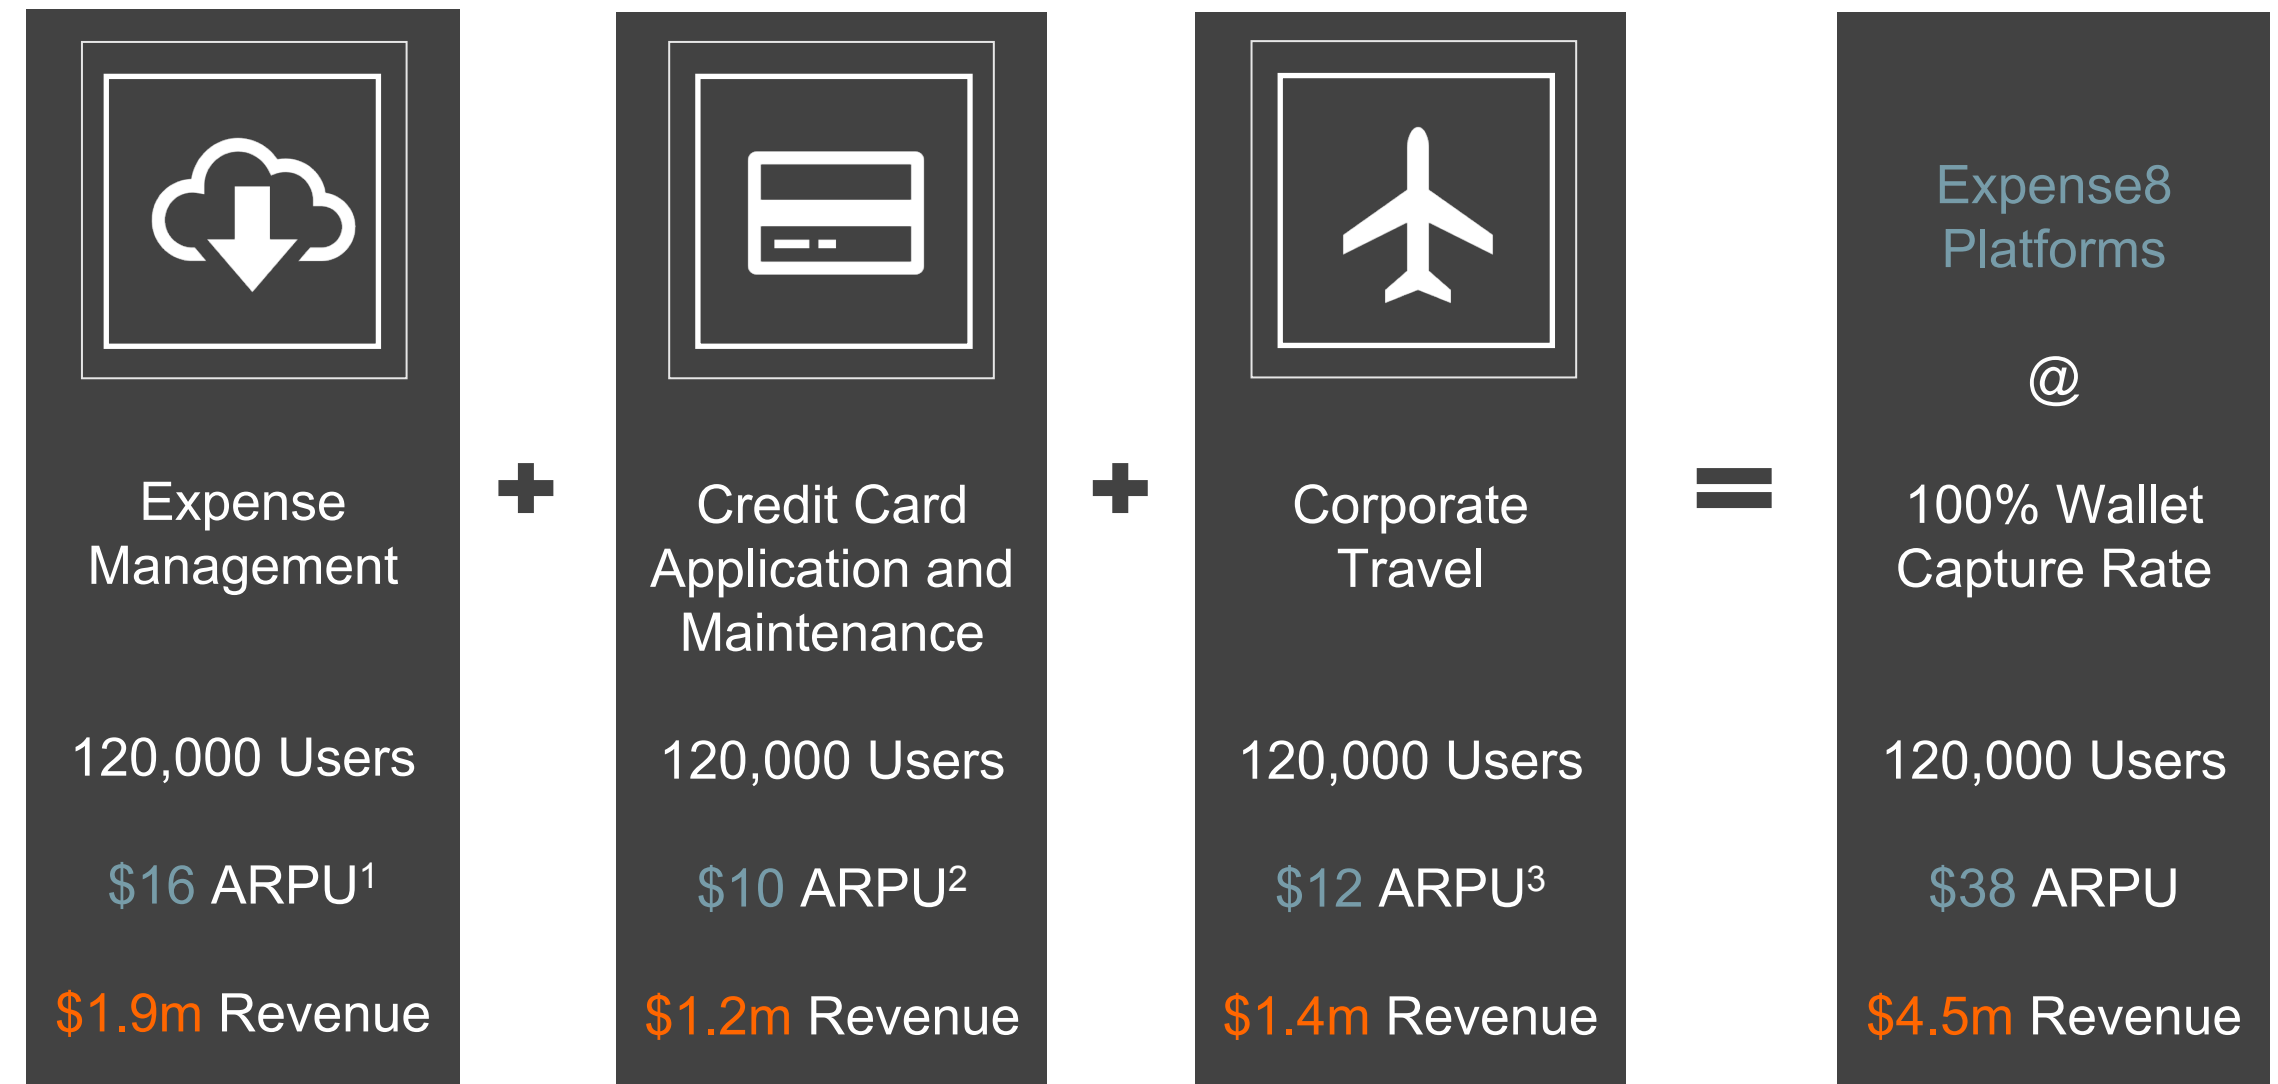 Expense
Management
120,000 Users
$16 ARPU¹
$1.9m Revenue
+
Credit Card
Application and
Maintenance
120,000 Users
$10 ARPU²
$1.2m Revenue
+
Corporate
Travel
120,000 Users
$12 ARPU³
$1.4m Revenue
=
Expense8
Platforms
@
100% Wallet
Capture Rate
120,000 Users
$38 ARPU
$4.5m Revenue